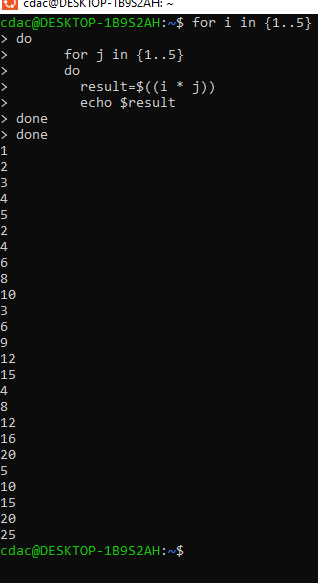 cdac@DESKTOP-1B9S2AH: ~
cdac@DESKTOP-1B9S2AH:~$ for i in {1..5}
> do
>       for j in {1..5}
>       do
>         result=$((i * j))
>         echo $result
> done
> done
1
2
3
4
5
2
4
6
8
10
3
6
9
12
15
4
8
12
16
20
5
10
15
20
25
cdac@DESKTOP-1B9S2AH:~$